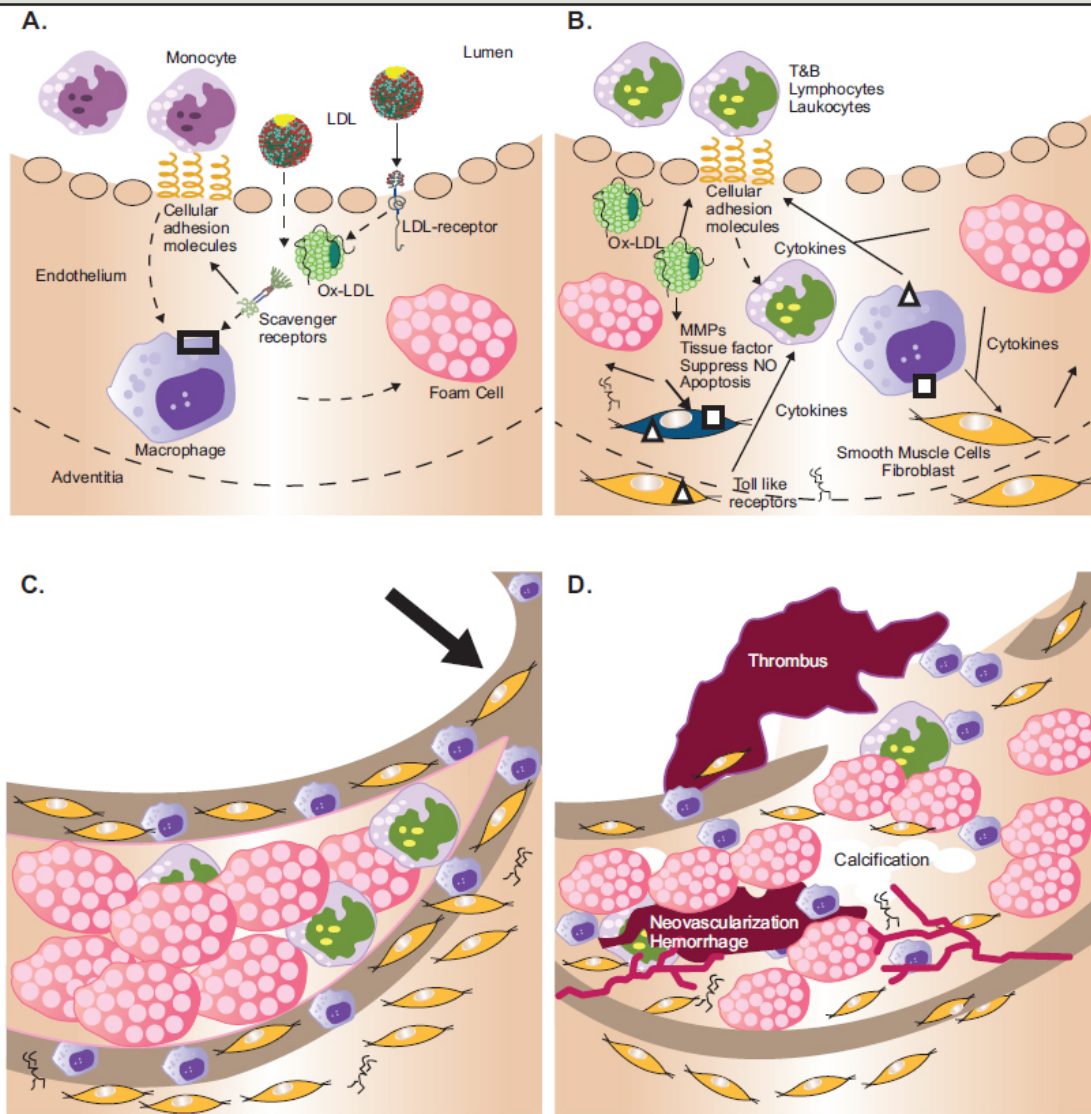 A.
Monocyte
Lumen
LDL
Cellular
adhesion
molecules
LDL-receptor
Endothelium
Ox-LDL
Scavenger
receptors
Foam Cell
Macrophage
Adventitia
B.
T&B
Lymphocytes
Laukocytes
Cellular
adhesion
molecules
Ox-LDL
Cytokines
MMPs
Tissue factor
Suppress NO
Apoptosis
Cytokines
Cytokines
Smooth Muscle Cells
Fibroblast
Toll like
receptors
C.
D.
Thrombus
Calcification
Neovascularization
Hemorrhage